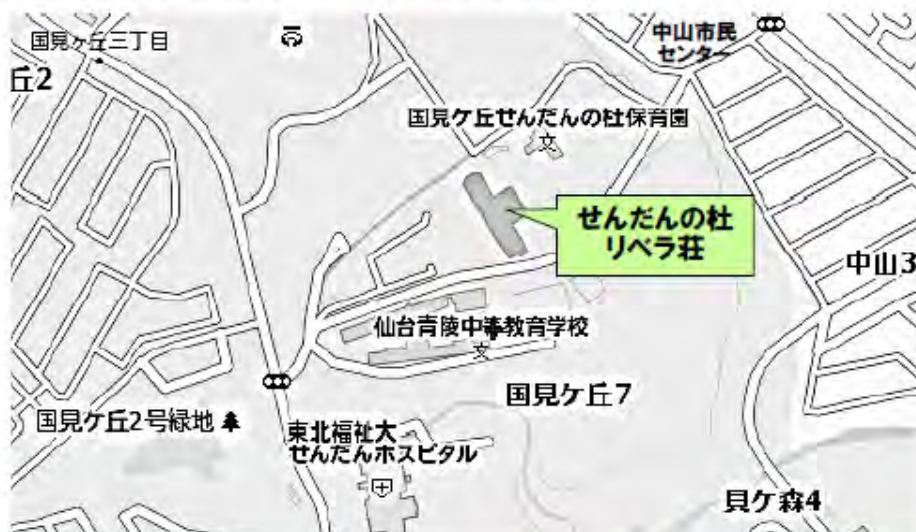 国見ヶ丘三丁目
丘2
中山市民
センター
国見ケ丘せんだんの杜保育園
文
せんだんの杜
リベラ荘
中山3
仙台青陵中等教育学校
文
国見ケ丘7
国見ケ丘2号緑地
東北福祉大
せんだんホスピタル
貝ケ森4